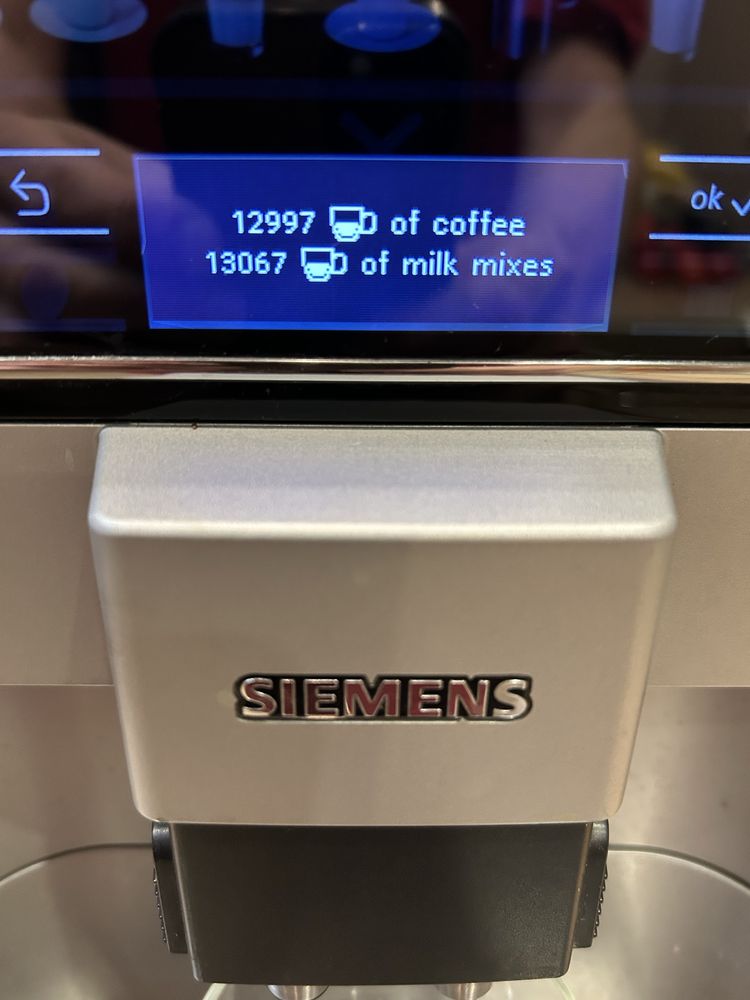 12997 of coffee
13067 of milk mixes
ok
SIEMENS